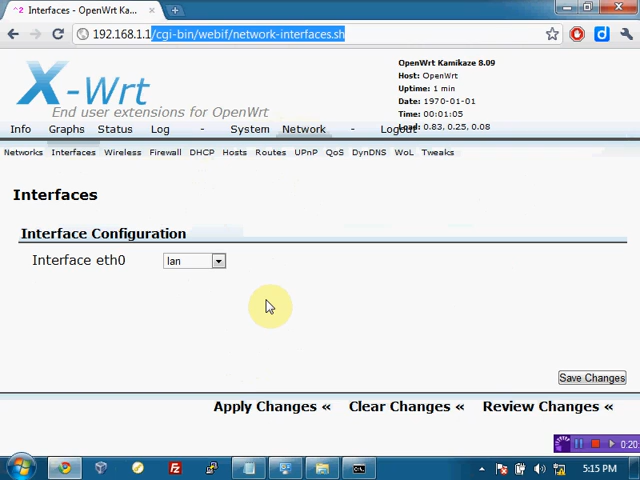 ^2 Interfaces - OpenWrt Ka... ×
192.168.1.1/cgi-bin/webif/network-interfaces.sh
X-Wrt
End user extensions for OpenWrt
OpenWrt Kamikaze 8.09
Host: OpenWrt
Uptime: 1 min
Date: 1970-01-01
Time: 00:01:05
Load: 0.83, 0.25, 0.08
Info Graphs Status Log - System Network - Logout
Networks Interfaces Wireless Firewall DHCP Hosts Routes UPnP QoS DynDNS WoL Tweaks
Interfaces
Interface Configuration
Interface eth0 lan
Save Changes
Apply Changes « Clear Changes « Review Changes «
0:20
5:15 PM